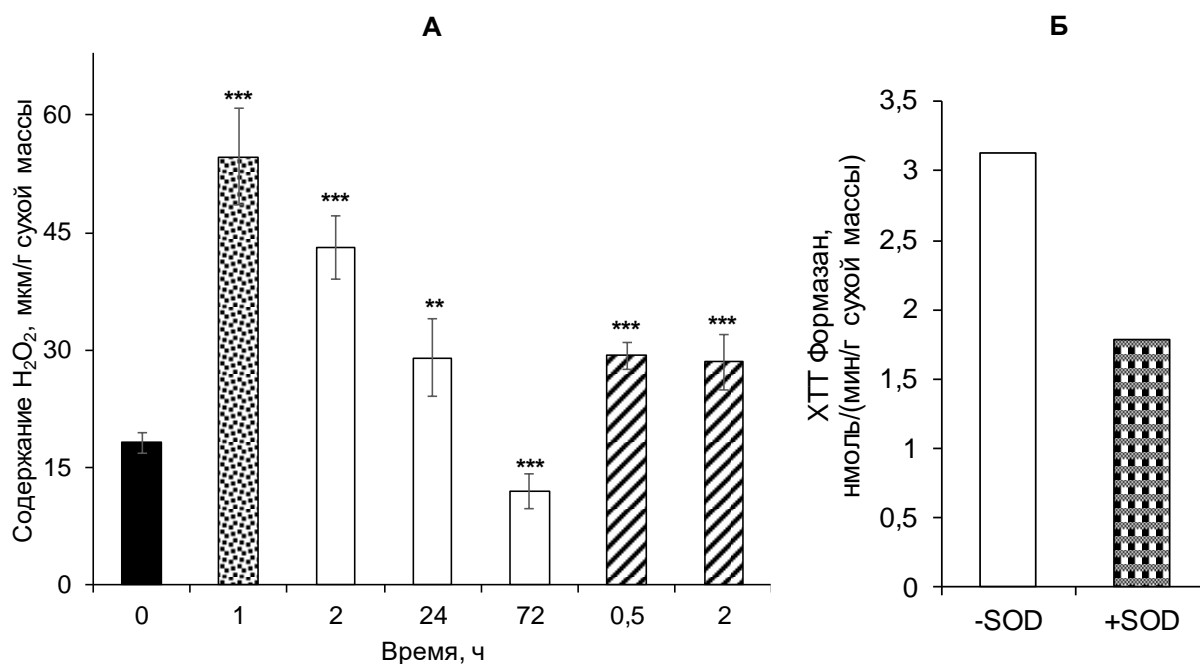 А
Содержание H₂O₂, мкм/г сухой массы
60
45
30
15
0
***
***
**
***
***
***
0 1 2 24 72 0,5 2
Время, ч
Б
ХТТ Формазан,
нмоль/(мин/г сухой массы)
3,5
3
2,5
2
1,5
1
0,5
0
-SOD +SOD